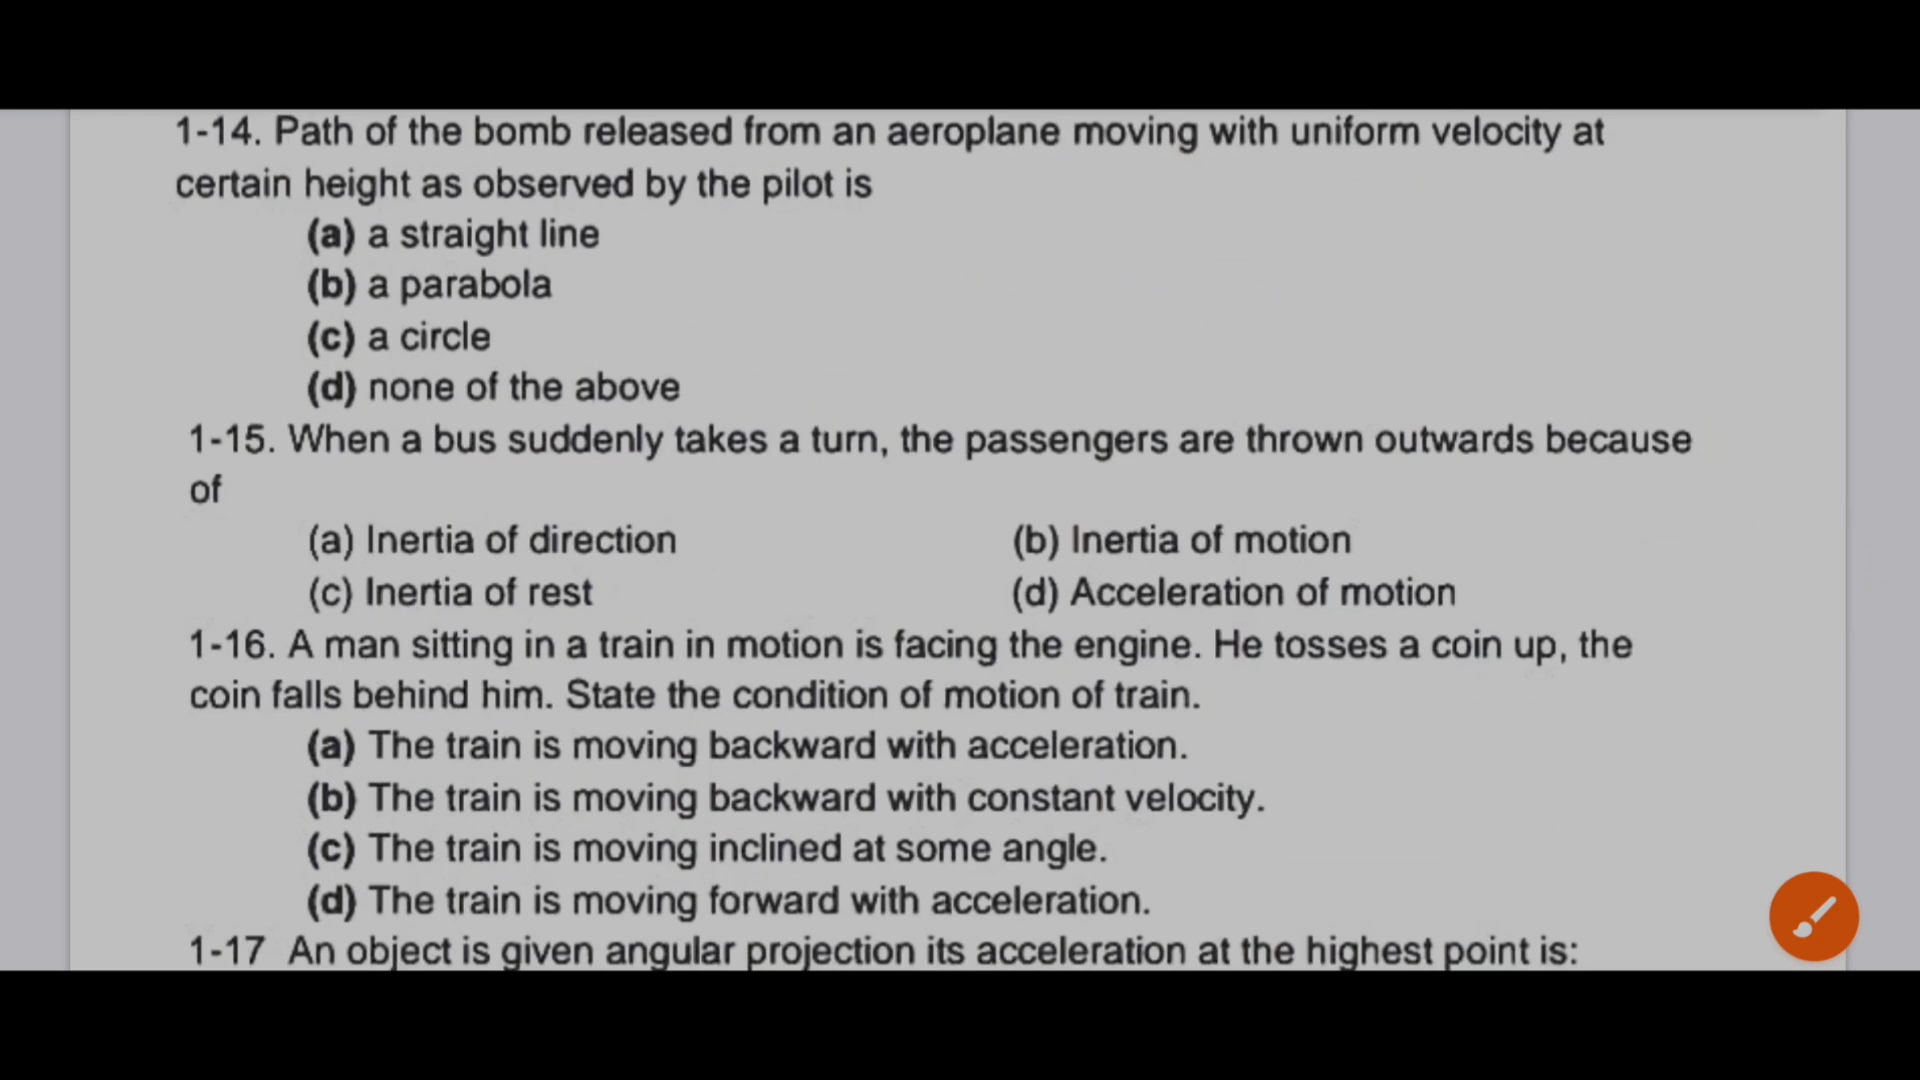 1-14. Path of the bomb released from an aeroplane moving with uniform velocity at
certain height as observed by the pilot is
(a) a straight line
(b) a parabola
(c) a circle
(d) none of the above
1-15. When a bus suddenly takes a turn, the passengers are thrown outwards because
of
(a) Inertia of direction (b) Inertia of motion
(c) Inertia of rest (d) Acceleration of motion
1-16. A man sitting in a train in motion is facing the engine. He tosses a coin up, the
coin falls behind him. State the condition of motion of train.
(a) The train is moving backward with acceleration.
(b) The train is moving backward with constant velocity.
(c) The train is moving inclined at some angle.
(d) The train is moving forward with acceleration.
1-17 An object is given angular projection its acceleration at the highest point is: